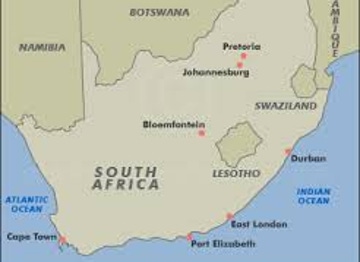 BOTSWANA
NAMIBIA
MOZAMBIQUE
Pretoria
Johannesburg
SWAZILAND
Bloemfontein
SOUTH
AFRICA
LESOTHO
Durban
ATLANTIC
OCEAN
INDIAN
OCEAN
East London
Cape Town
Port Elizabeth